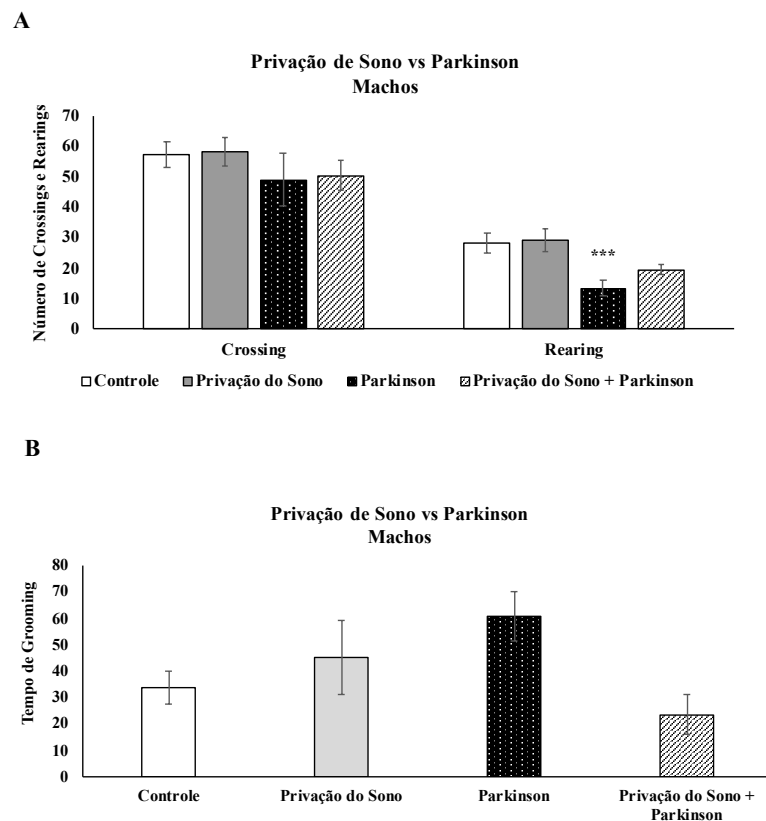 A
Privação de Sono vs Parkinson
Machos
Número de Crossings e Rearings
70
60
50
40
30
20
10
0
***
Crossing
Rearing
Controle
Privação do Sono
Parkinson
Privação do Sono + Parkinson
B
Privação de Sono vs Parkinson
Machos
Tempo de Grooming
80
70
60
50
40
30
20
10
0
Controle
Privação do Sono
Parkinson
Privação do Sono +
Parkinson